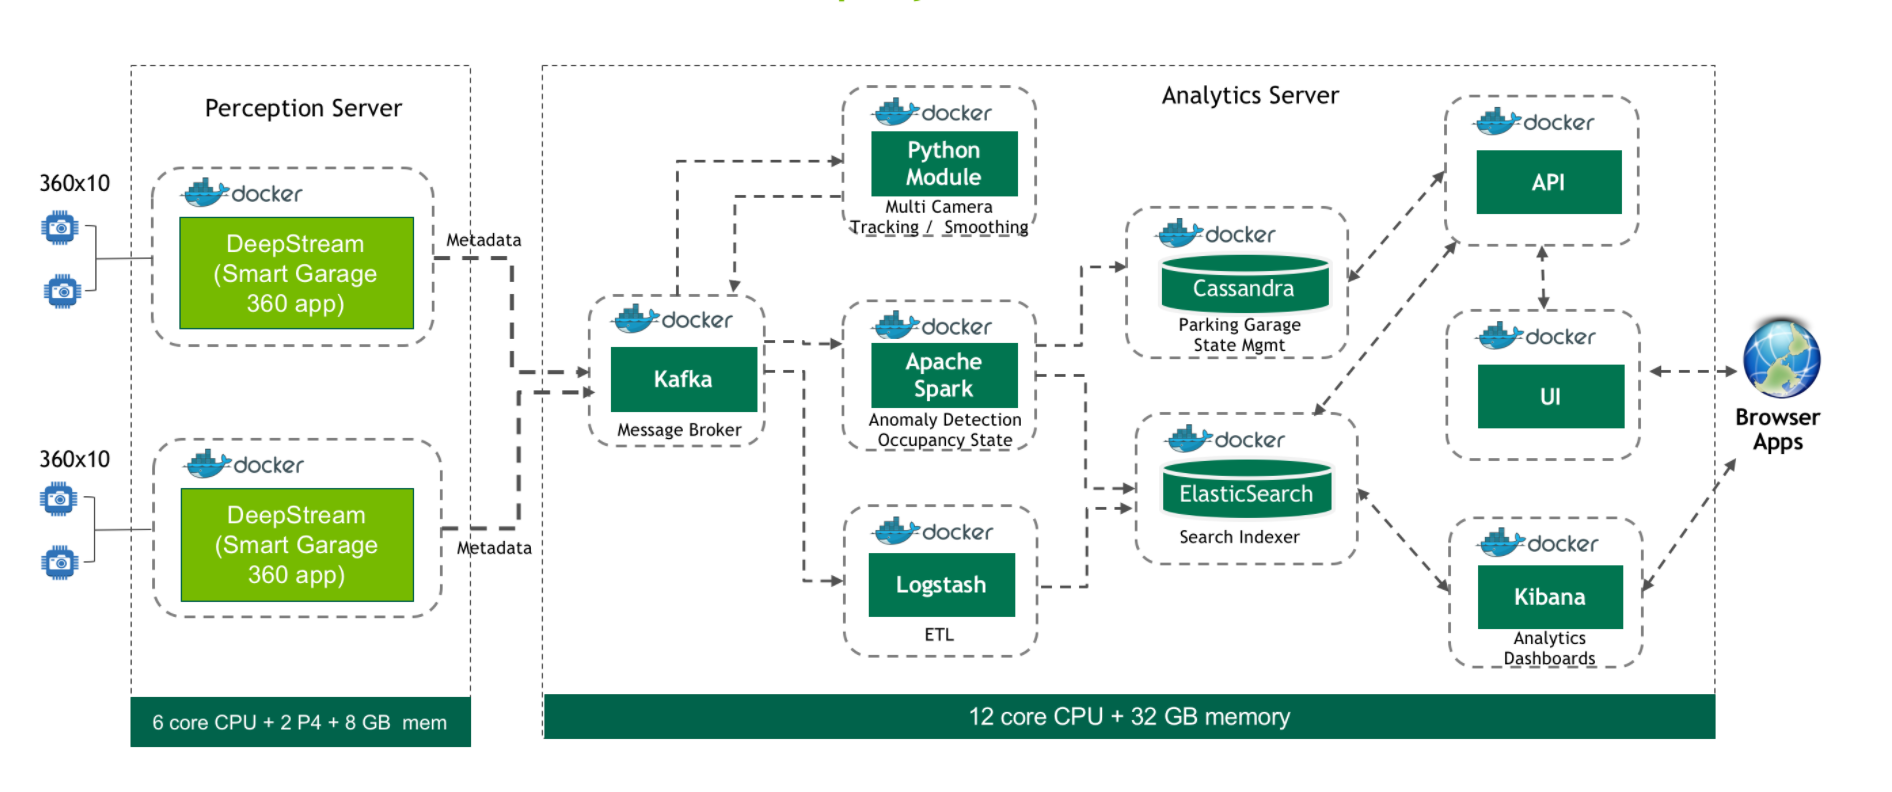 Perception Server
360x10
docker
DeepStream
(Smart Garage
360 app)
Metadata
360x10
docker
DeepStream
(Smart Garage
360 app)
Metadata
6 core CPU + 2 P4 + 8 GB mem
Analytics Server
docker
Python
Module
Multi Camera
Tracking / Smoothing
docker
Kafka
Message Broker
docker
Apache
Spark
Anomaly Detection
Occupancy State
docker
Logstash
ETL
docker
Cassandra
Parking Garage
State Mgmt
docker
ElasticSearch
Search Indexer
docker
API
docker
UI
docker
Kibana
Analytics
Dashboards
Browser
Apps
12 core CPU + 32 GB memory